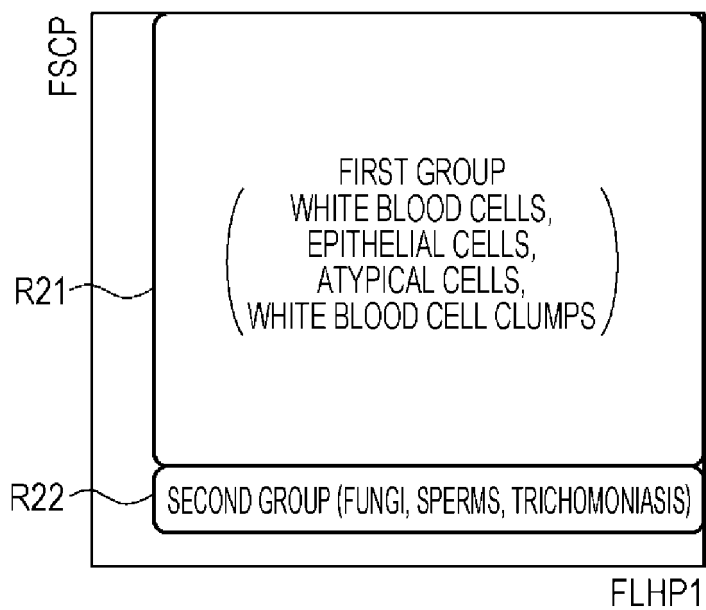 FSCP
FIRST GROUP
WHITE BLOOD CELLS,
EPITHELIAL CELLS,
ATYPICAL CELLS,
WHITE BLOOD CELL CLUMPS
R21
R22
SECOND GROUP (FUNGI, SPERMS, TRICHOMONIASIS)
FLHP1